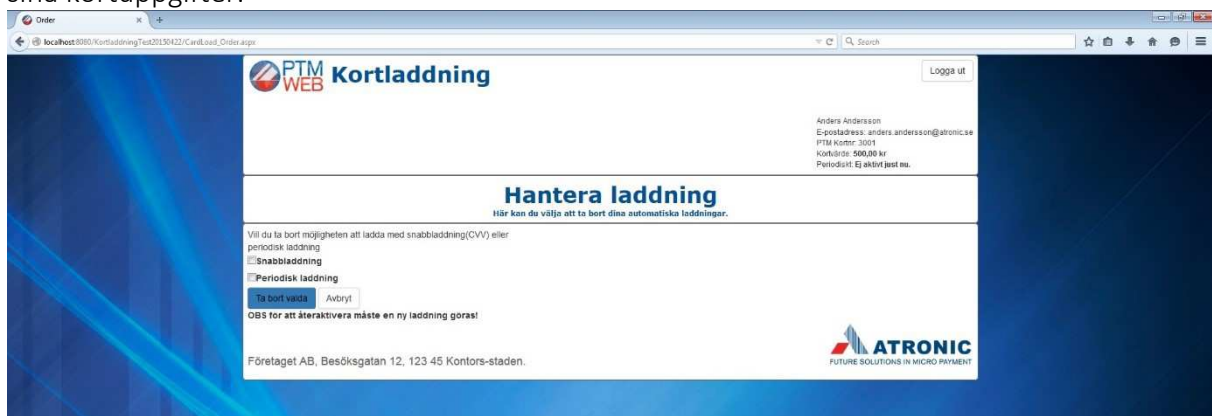 sina kortuppgifter.
Order
localhost:8080/KortladdningTest20150422/CardLoad_Order.aspx
Search
PTM WEB Kortladdning
Logga ut
Anders Andersson
E-postadress: anders.andersson@atronic.se
PTM Kortnr: 3001
Kortvärde: 500,00 kr
Periodiskt: Ej aktivt just nu.
Hantera laddning
Här kan du välja att ta bort dina automatiska laddningar.
Vill du ta bort möjligheten att ladda med snabbladdning(CVV) eller
periodisk laddning
Snabbladdning
Periodisk laddning
Ta bort valda
Avbryt
OBS för att återaktivera måste en ny laddning göras!
ATRONIC
FUTURE SOLUTIONS IN MICRO PAYMENT
Företaget AB, Besöksgatan 12, 123 45 Kontors-staden.